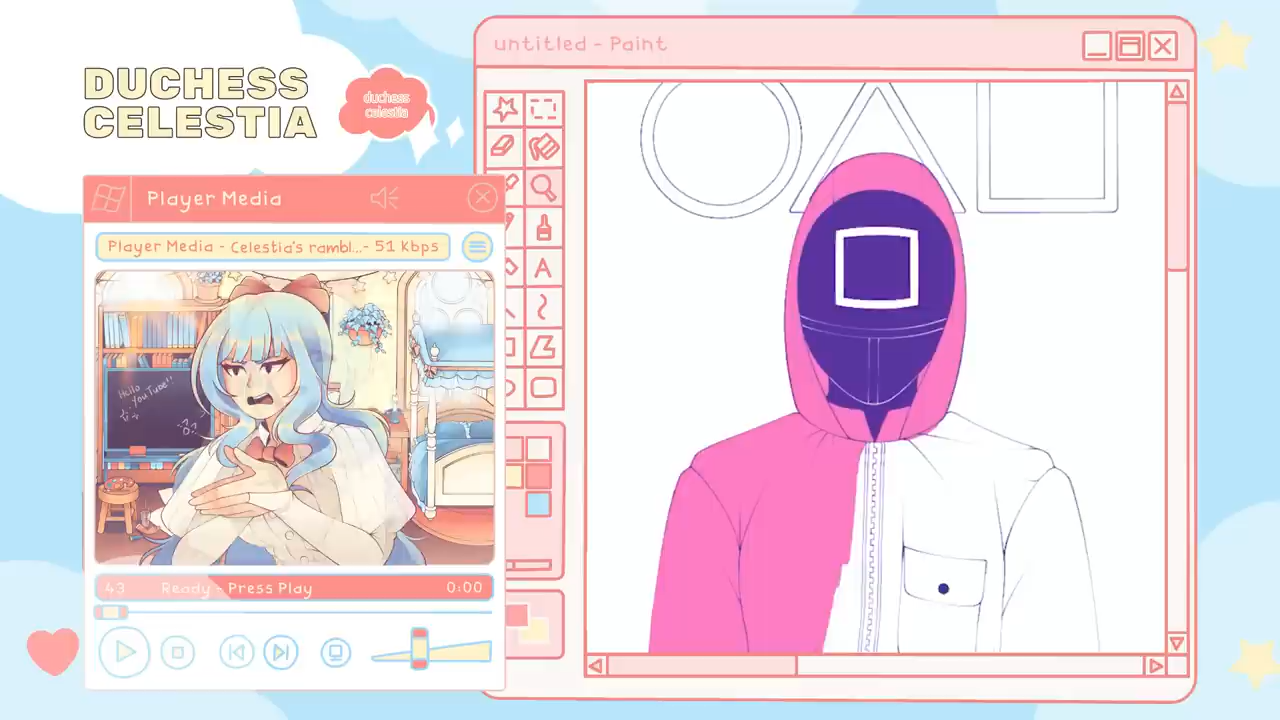 DUCHESS
CELESTIA
duchess
celestia
untitled - Paint
Player Media
Player Media - Celestia's rambl...- 51 Kbps
Hello
YouTube!!
A
43 Ready - Press Play 0:00